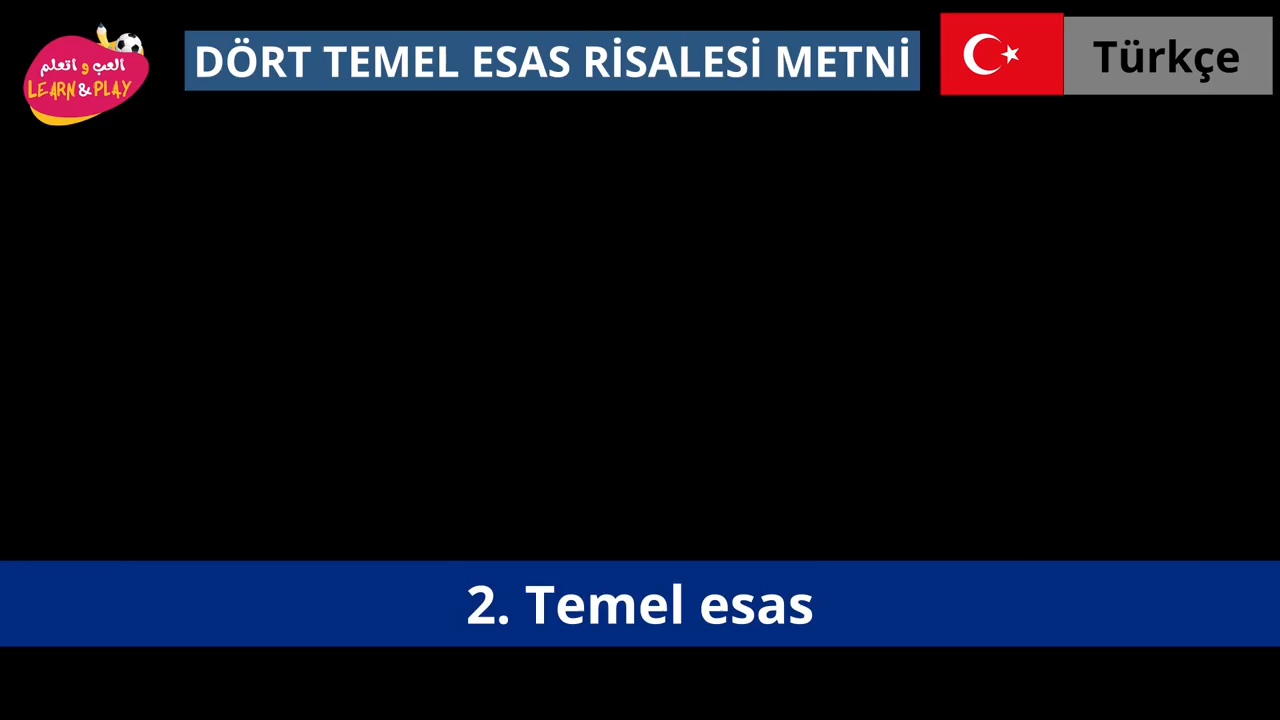 العب و اتعلم
LEARN & PLAY
DÖRT TEMEL ESAS RİSALESİ METNİ
Türkçe
2. Temel esas